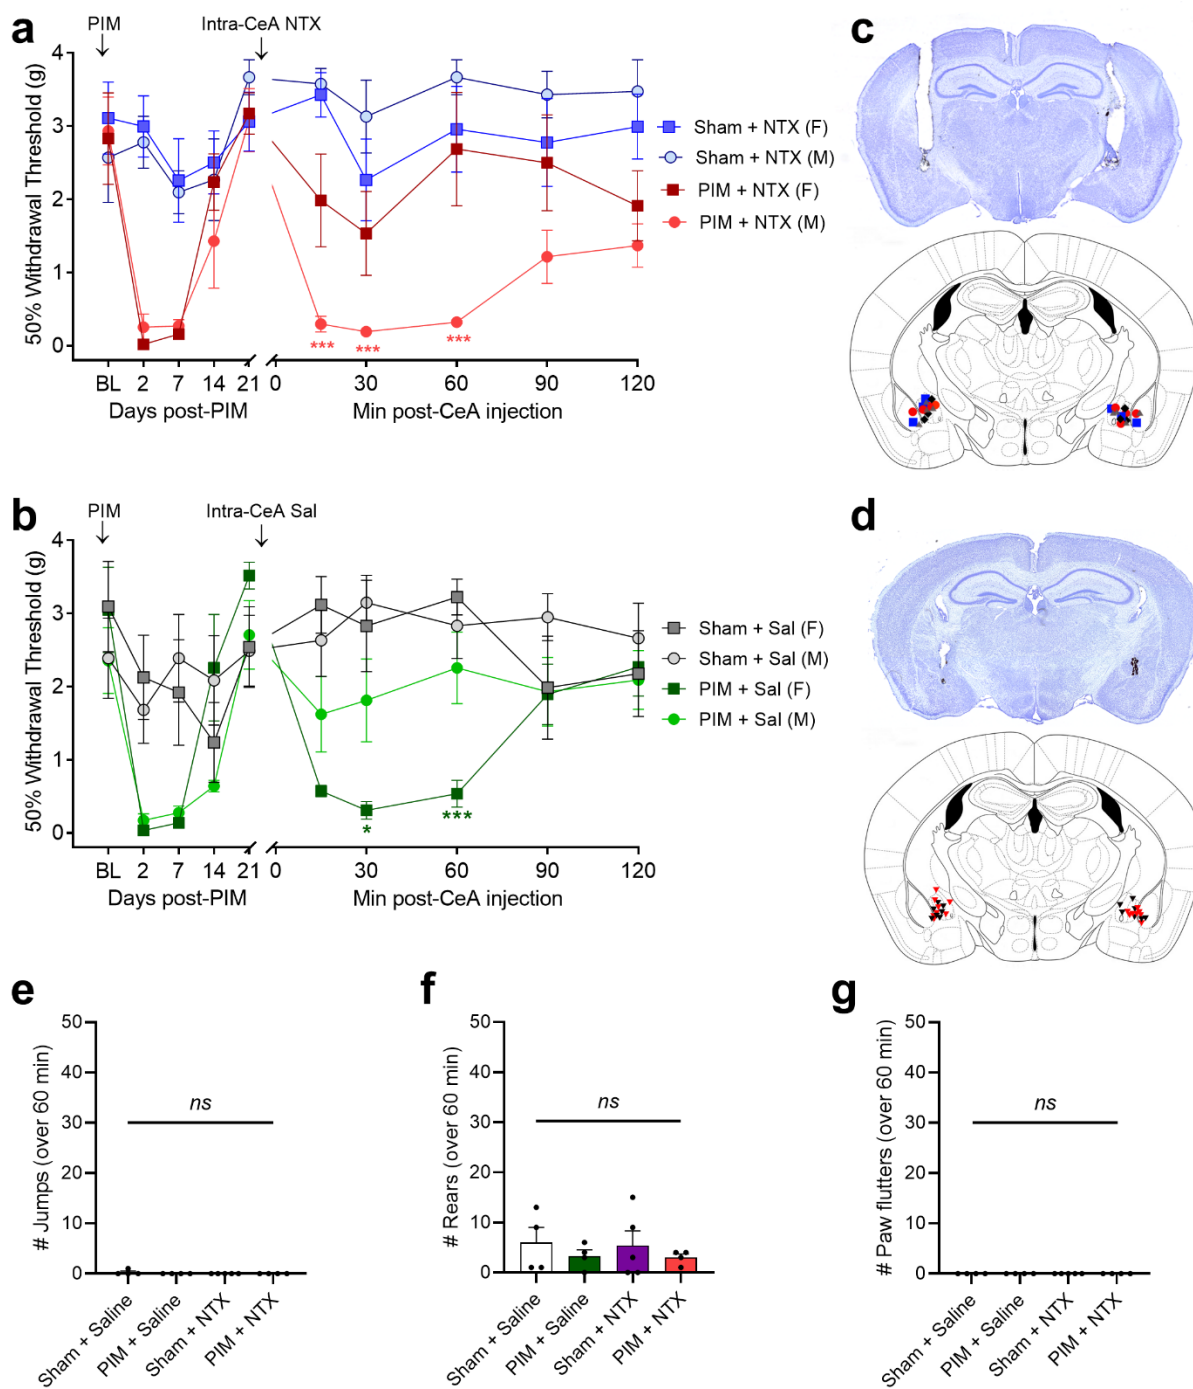 a
PIM
Intra-CeA NTX
50% Withdrawal Threshold (g)
4
3
2
1
0
BL 2 7 14 21 0 30 60 90 120
Days post-PIM
Min post-CeA injection
***
***
***
Sham + NTX (F)
Sham + NTX (M)
PIM + NTX (F)
PIM + NTX (M)
c
b
PIM
Intra-CeA Sal
50% Withdrawal Threshold (g)
4
3
2
1
0
BL 2 7 14 21 0 30 60 90 120
Days post-PIM
Min post-CeA injection
*
***
Sham + Sal (F)
Sham + Sal (M)
PIM + Sal (F)
PIM + Sal (M)
d
e
# Jumps (over 60 min)
50
40
30
20
10
0
ns
Sham + Saline
PIM + Saline
Sham + NTX
PIM + NTX
f
# Rears (over 60 min)
50
40
30
20
10
0
ns
Sham + Saline
PIM + Saline
Sham + NTX
PIM + NTX
g
# Paw flutters (over 60 min)
50
40
30
20
10
0
ns
Sham + Saline
PIM + Saline
Sham + NTX
PIM + NTX